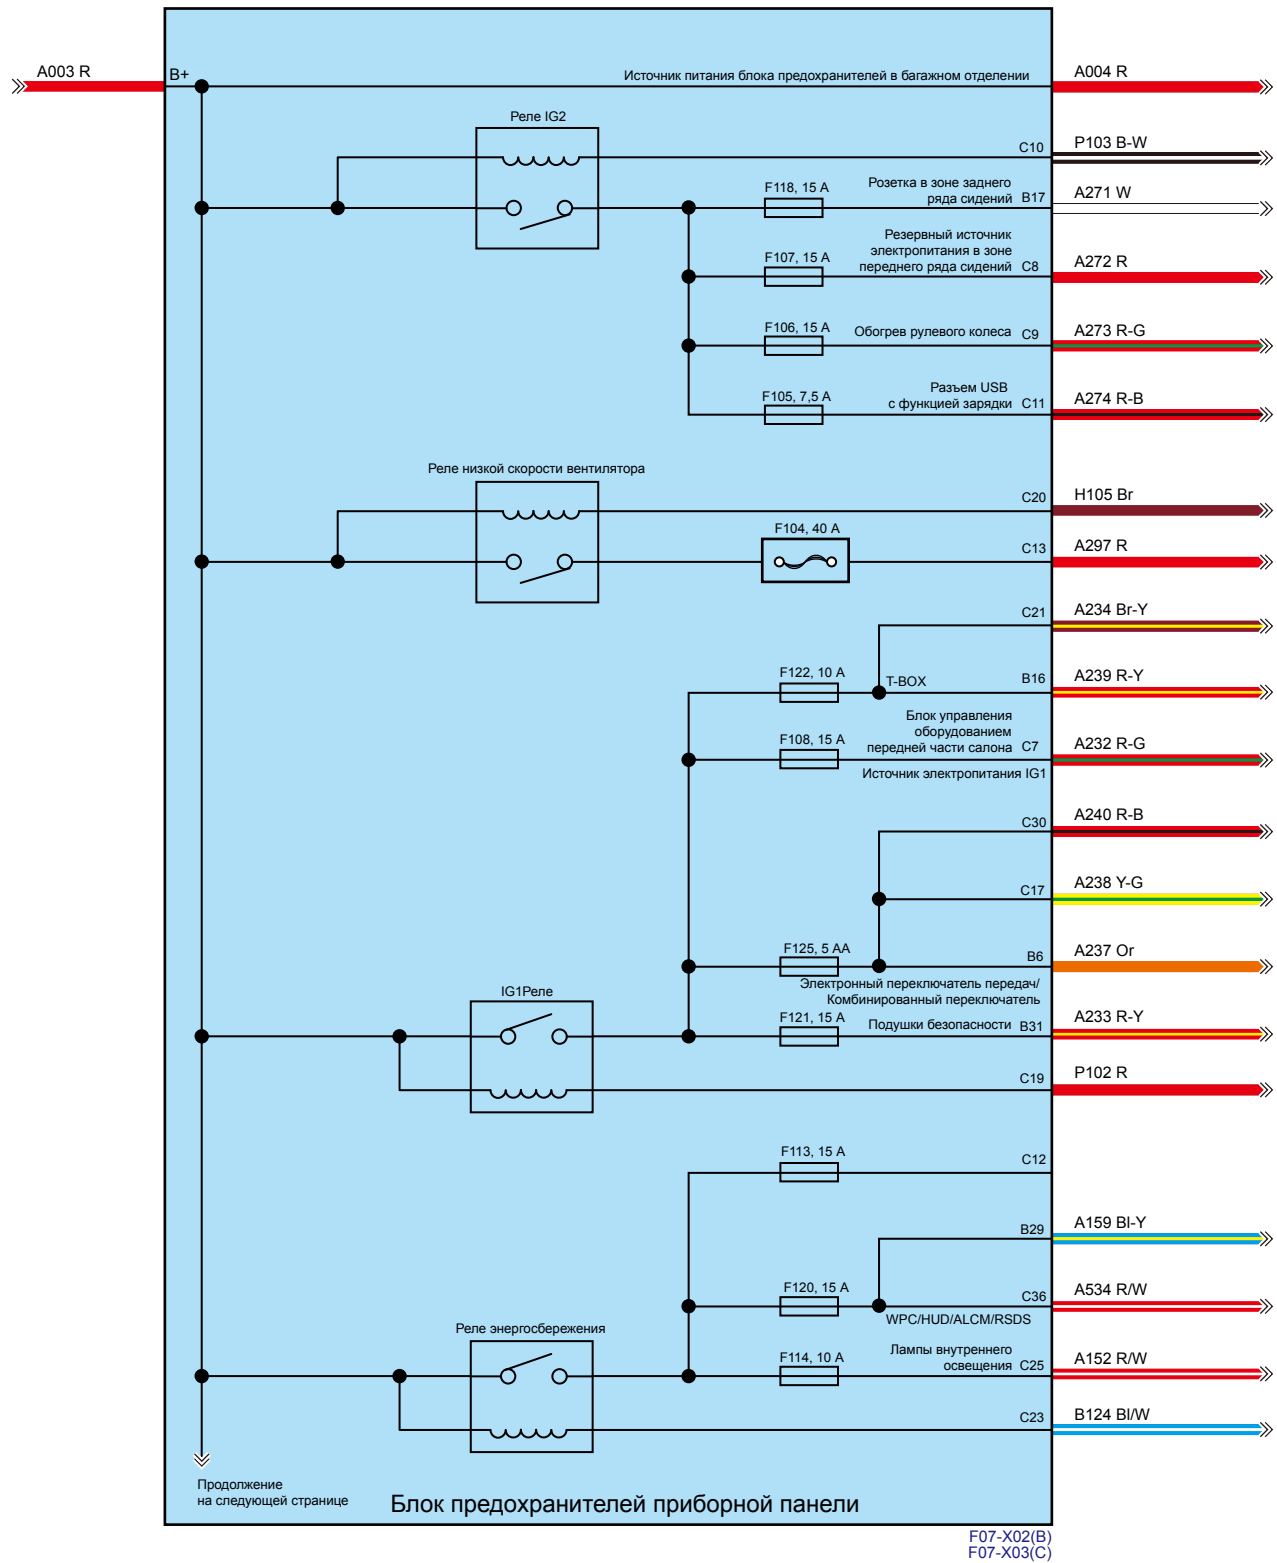 A003 R
B+
Источник питания блока предохранителей в багажном отделении
A004 R
Реле IG2
C10
P103 B-W
F118, 15 А
Розетка в зоне заднего
ряда сидений
B17
A271 W
F107, 15 А
Резервный источник
электропитания в зоне
переднего ряда сидений
C8
A272 R
F106, 15 А
Обогрев рулевого колеса
C9
A273 R-G
F105, 7,5 А
Разъем USB
с функцией зарядки
C11
A274 R-B
Реле низкой скорости вентилятора
C20
H105 Br
F104, 40 А
C13
A297 R
C21
A234 Br-Y
F122, 10 А
T-BOX
B16
A239 R-Y
F108, 15 А
Блок управления
оборудованием
передней части салона
C7
A232 R-G
Источник электропитания IG1
C30
A240 R-B
C17
A238 Y-G
F125, 5 АА
B6
A237 Or
Электронный переключатель передач/
Комбинированный переключатель
IG1Реле
F121, 15 А
Подушки безопасности
B31
A233 R-Y
C19
P102 R
F113, 15 А
C12
B29
A159 Bl-Y
F120, 15 А
C36
A534 R/W
WPC/HUD/ALCM/RSDS
Реле энергосбережения
F114, 10 А
Лампы внутреннего
освещения
C25
A152 R/W
C23
B124 Bl/W
Продолжение
на следующей странице
Блок предохранителей приборной панели
F07-X02(B)
F07-X03(C)